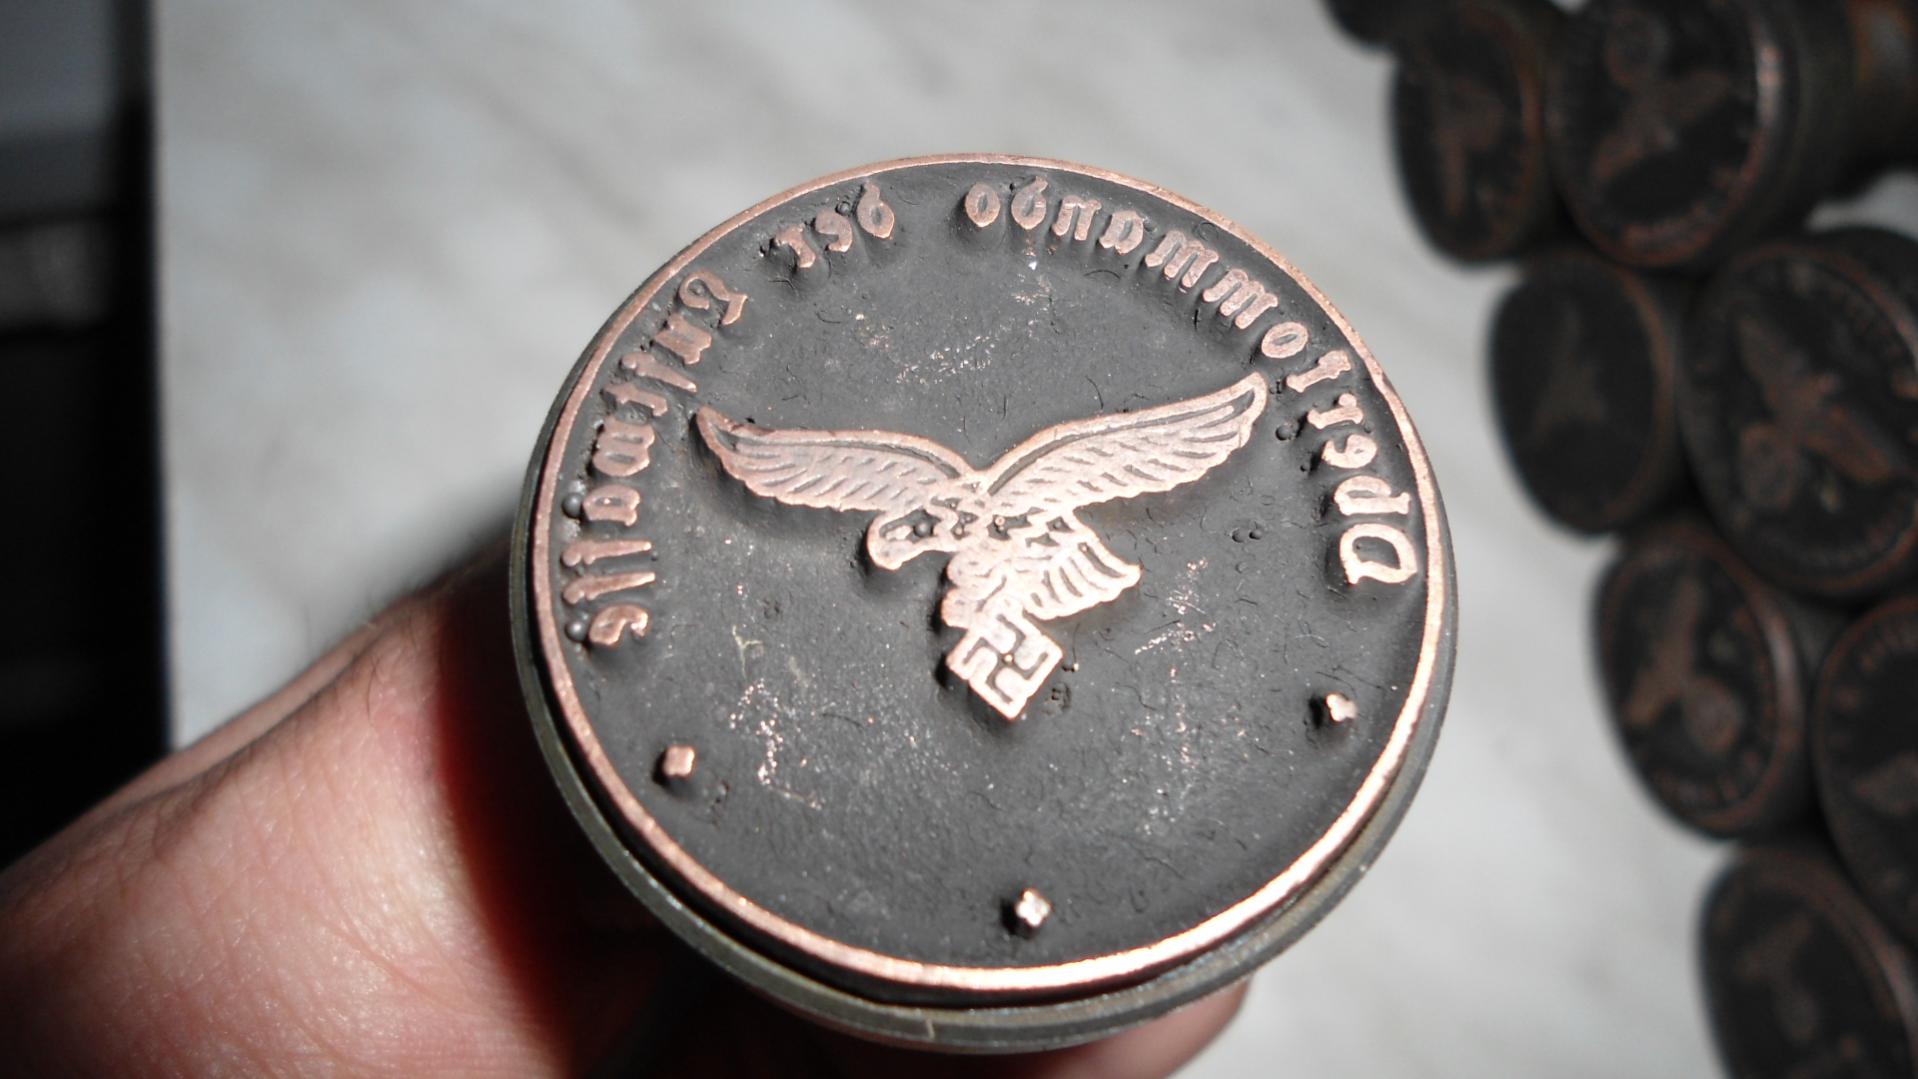 Oberkommando der Luftwaffe